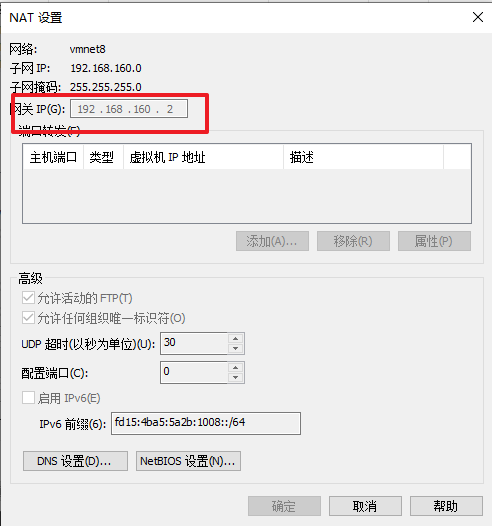 NAT 设置
网络: vmnet8
子网 IP: 192.168.160.0
子网掩码: 255.255.255.0
网关 IP(G): 192 . 168 . 160 . 2
端口转发(F)
主机端口 类型 虚拟机 IP 地址 描述
添加(A)... 移除(R) 属性(P)
高级
允许活动的 FTP(T)
允许任何组织唯一标识符(O)
UDP 超时(以秒为单位)(U): 30
配置端口(C): 0
启用 IPv6(E)
IPv6 前缀(6): fd15:4ba5:5a2b:1008::/64
DNS 设置(D)... NetBIOS 设置(N)...
确定 取消 帮助